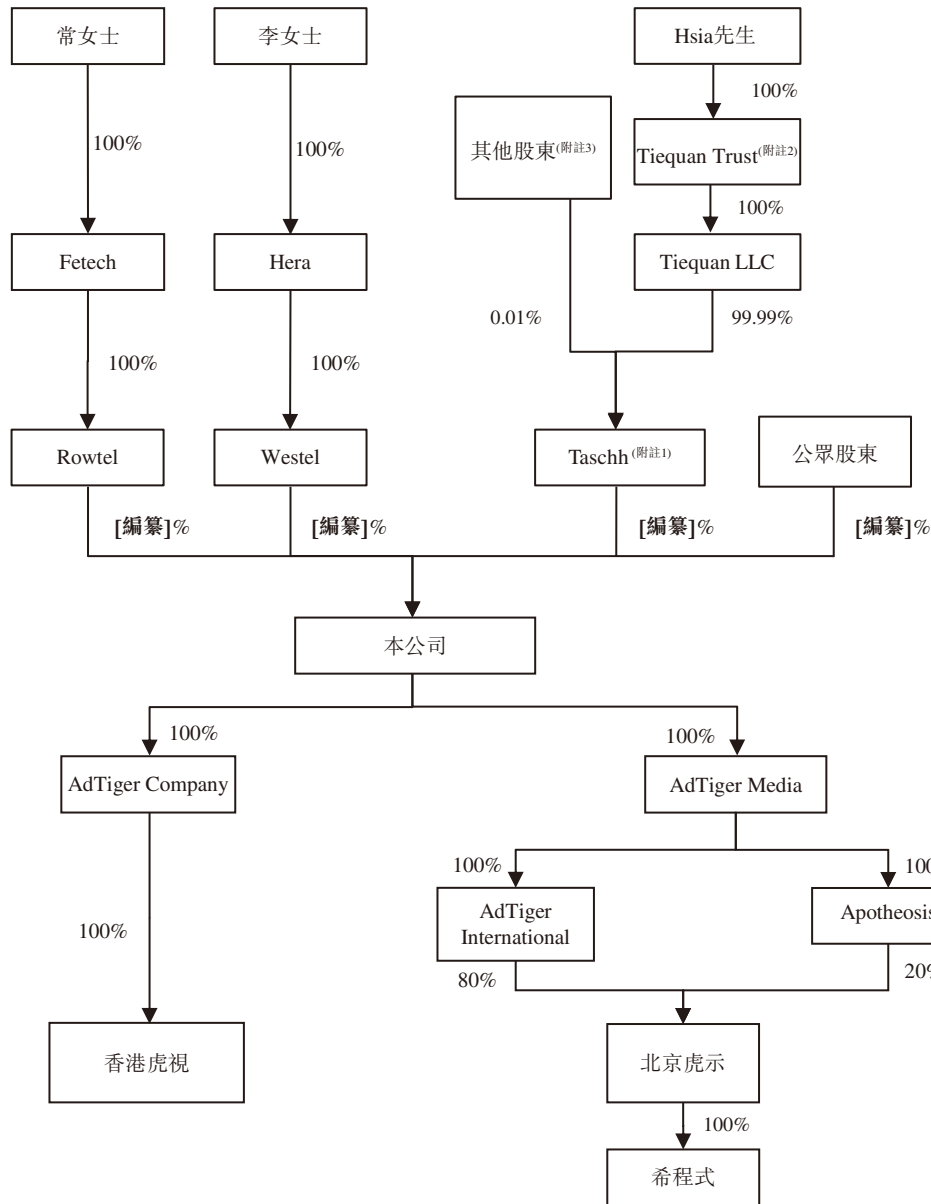 常女士
李女士
Hsia先生
100%
100%
100%
其他股東(附註3)
Tiequan Trust(附註2)
100%
Fetech
Hera
Tiequan LLC
0.01%
99.99%
100%
100%
Rowtel
Westel
Taschh(附註1)
公眾股東
[編纂]%
[編纂]%
[編纂]%
[編纂]%
本公司
100%
100%
AdTiger Company
AdTiger Media
100%
100
100%
AdTiger
International
Apotheosis
80%
20%
香港虎視
北京虎示
100%
希程式